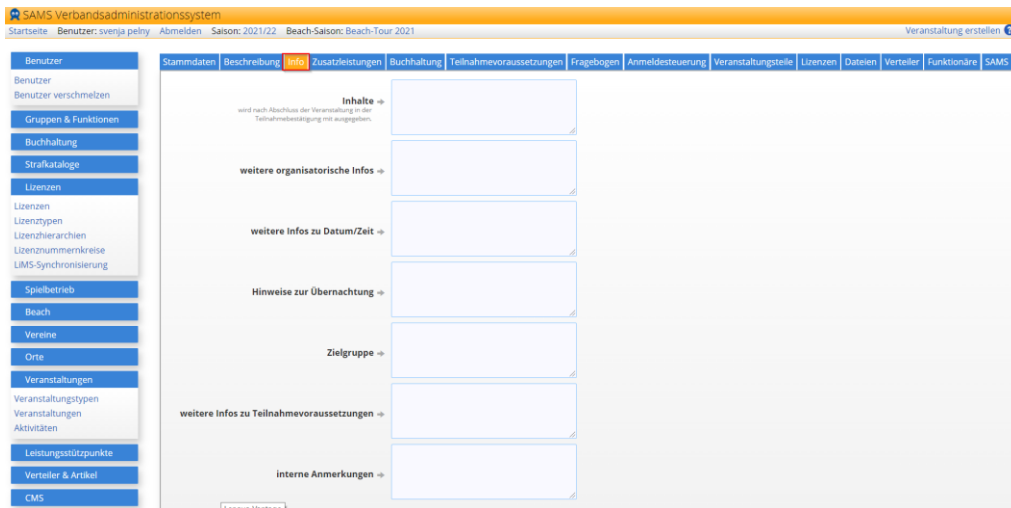 SAMS Verbandsadministrationssystem
Startseite Benutzer: svenja pelny Abmelden Saison: 2021/22 Beach-Saison: Beach-Tour 2021 Veranstaltung erstellen ?
Benutzer
Benutzer
Benutzer verschmelzen
Gruppen & Funktionen
Buchhaltung
Strafkataloge
Lizenzen
Lizenzen
Lizenztypen
Lizenzhierarchien
Lizenznummernkreise
LiMS-Synchronisierung
Spielbetrieb
Beach
Vereine
Orte
Veranstaltungen
Veranstaltungstypen
Veranstaltungen
Aktivitäten
Leistungsstützpunkte
Verteiler & Artikel
CMS
Stammdaten Beschreibung Info Zusatzleistungen Buchhaltung Teilnahmevoraussetzungen Fragebogen Anmeldesteuerung Veranstaltungsteile Lizenzen Dateien Verteiler Funktionäre SAMS
Inhalte
wird nach Abschluss der Veranstaltung in der
Teilnahmebestätigung mit ausgegeben.
weitere organisatorische Infos
weitere Infos zu Datum/Zeit
Hinweise zur Übernachtung
Zielgruppe
weitere Infos zu Teilnahmevoraussetzungen
interne Anmerkungen